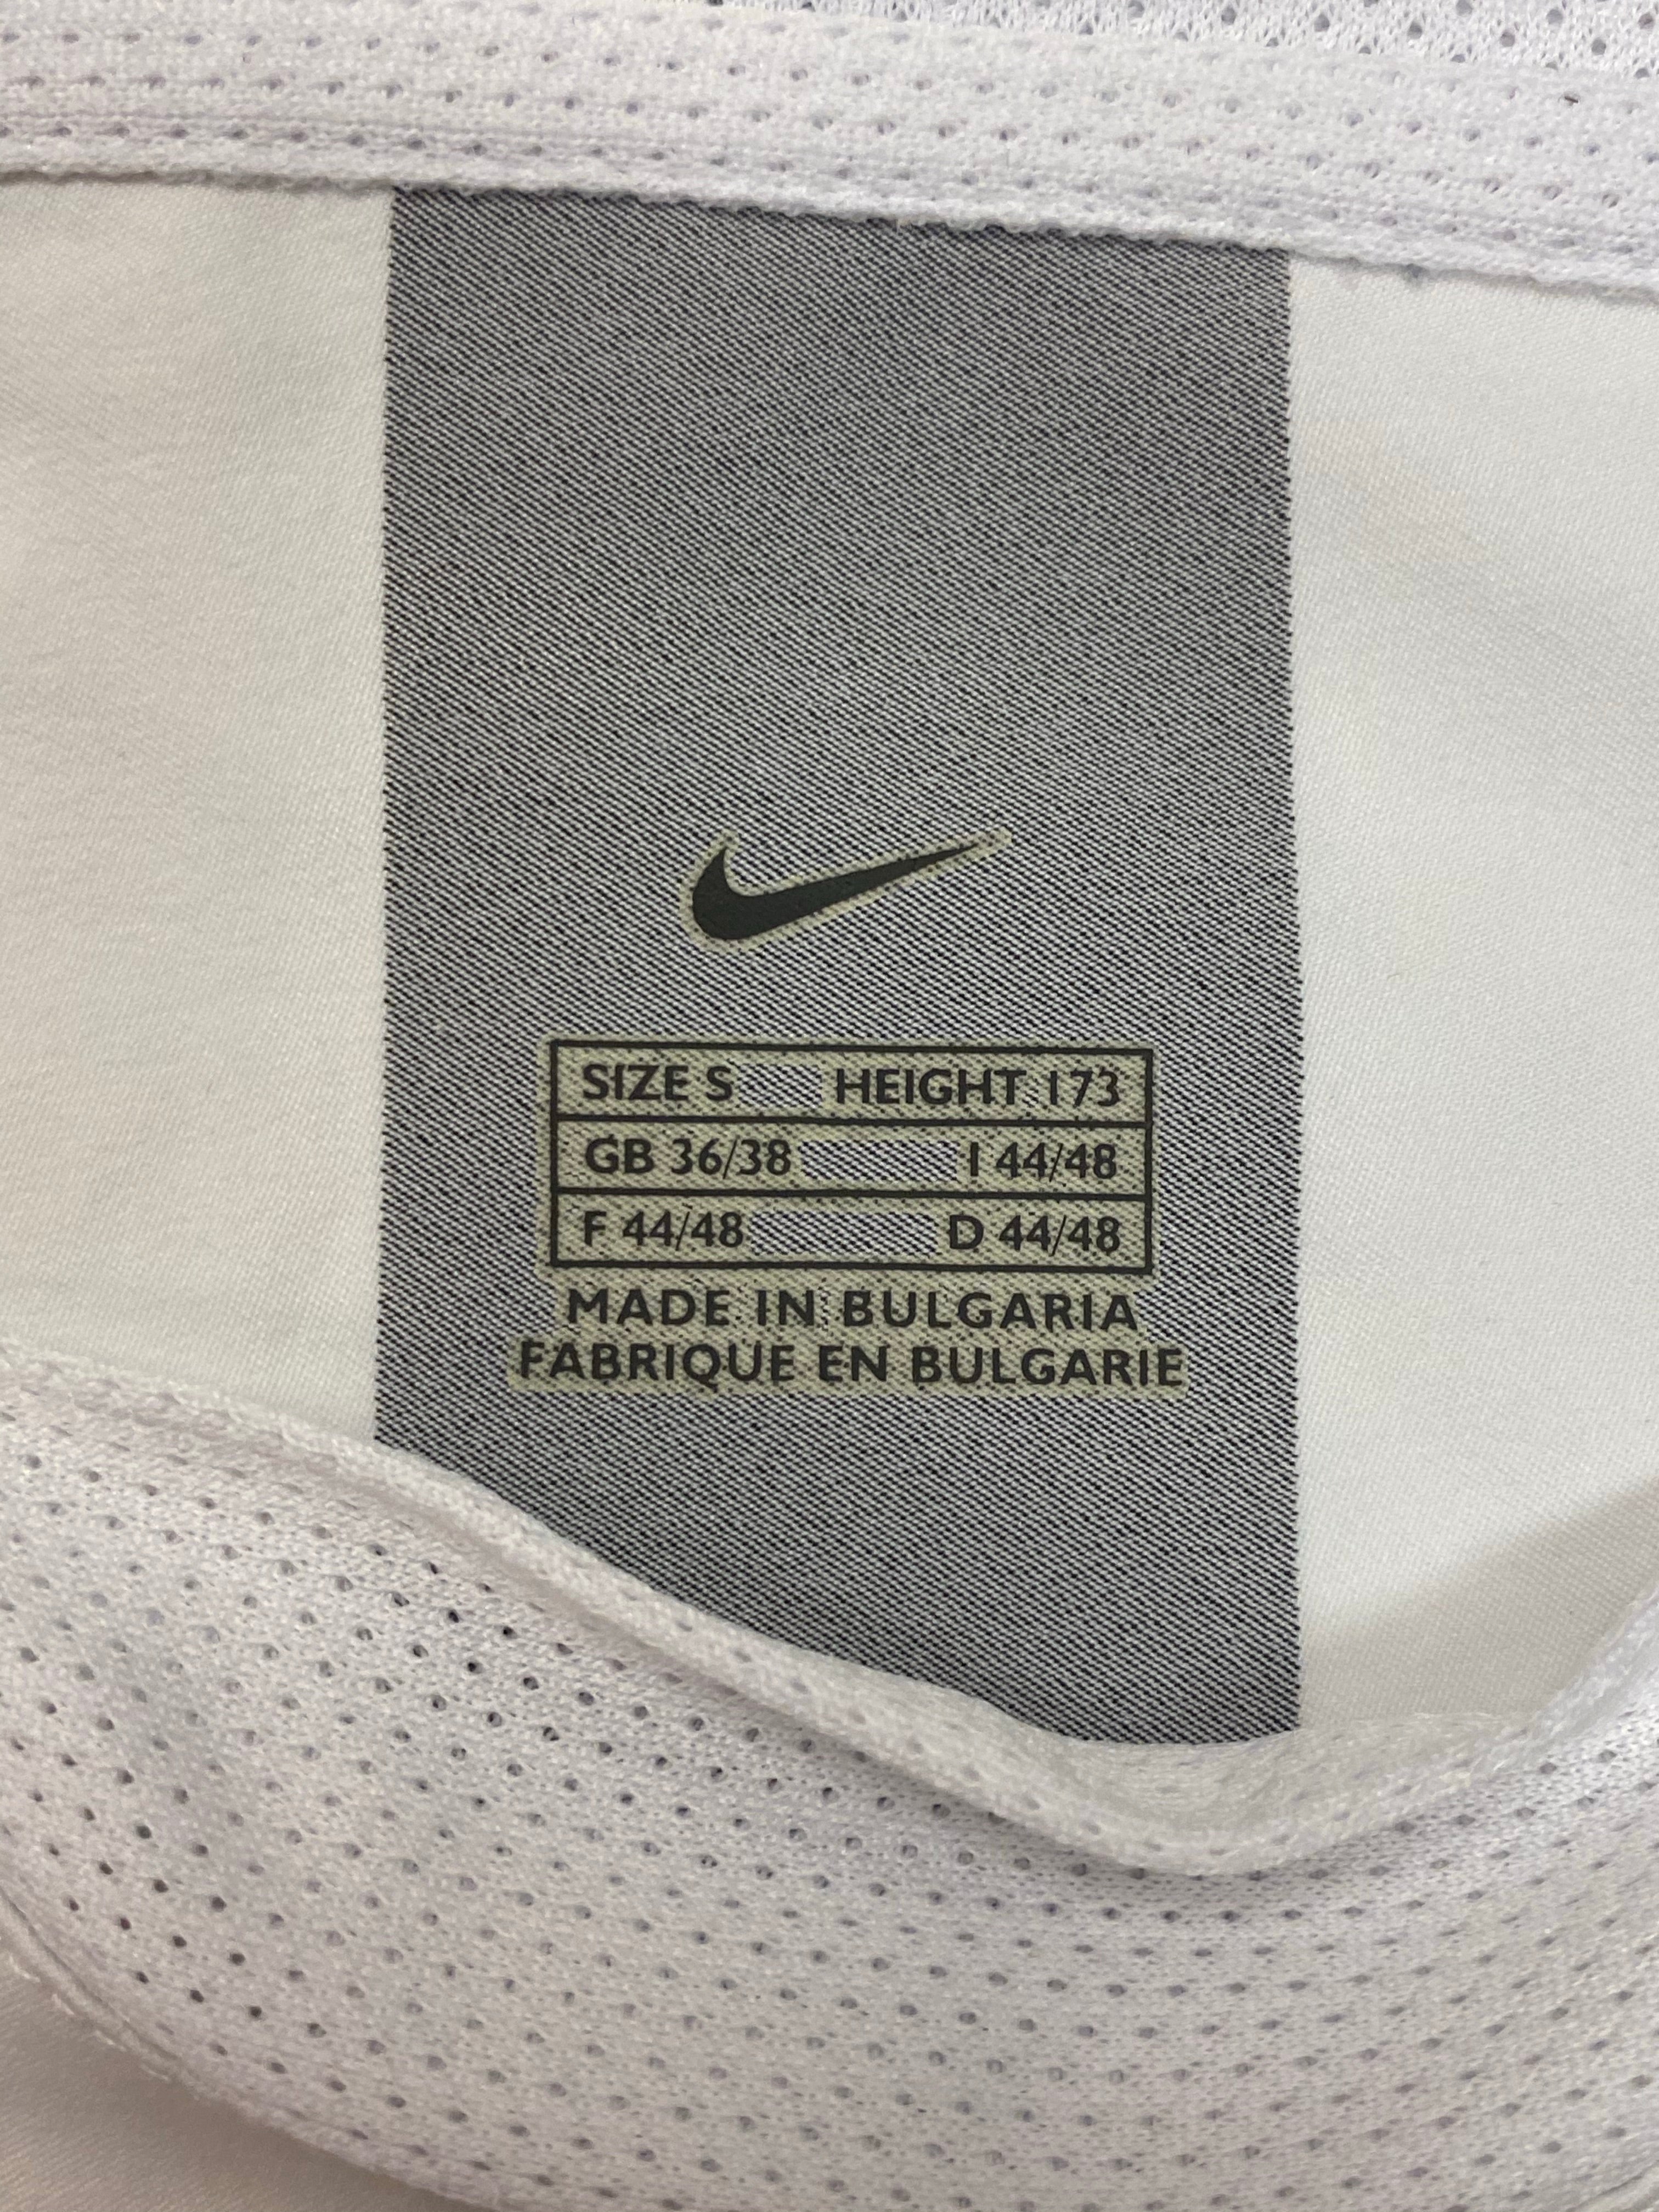 SIZE S HEIGHT 173
GB 36/38 I 44/48
F 44/48 D 44/48
MADE IN BULGARIA
FABRIQUE EN BULGARIE